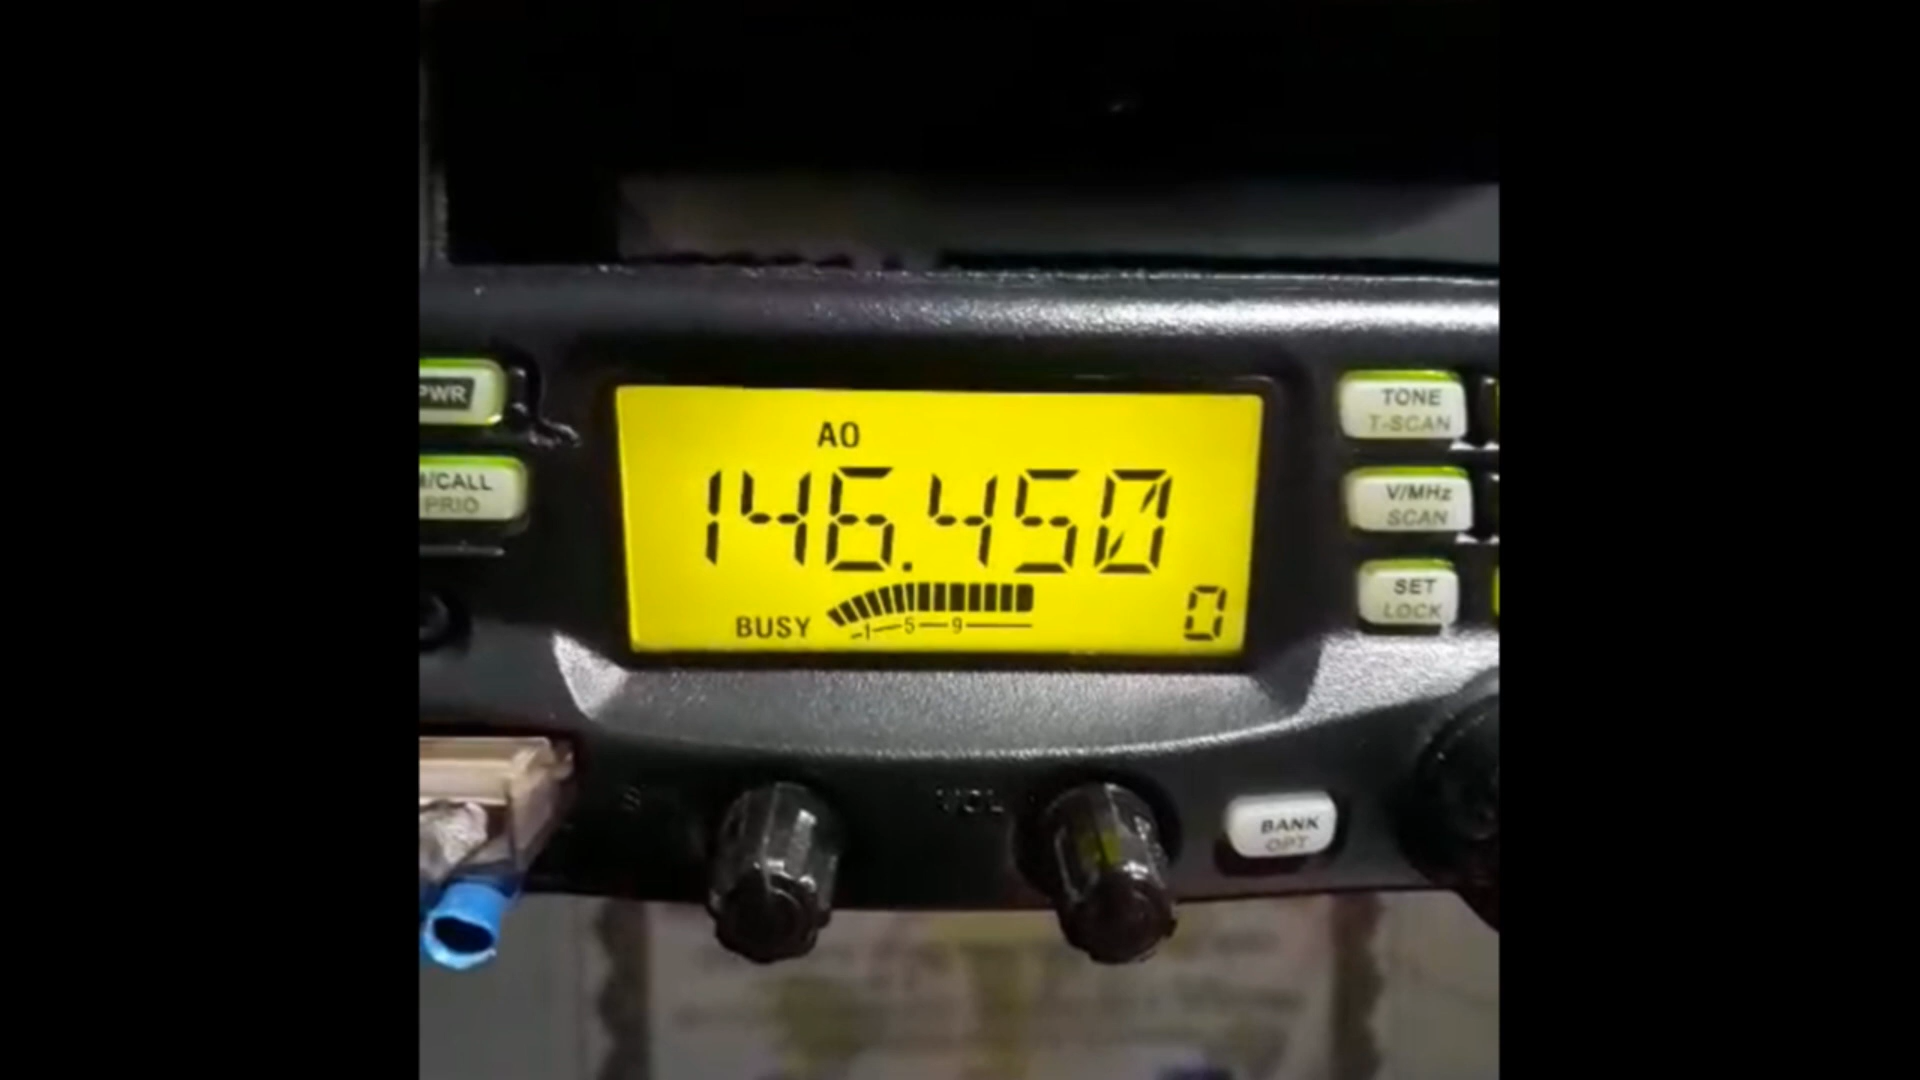 PWR
/CALL
PRIO
AO
146.450
BUSY
-1-5-9-
0
TONE
T-SCAN
V/MHz
SCAN
SET
LOCK
VOL
BANK
OPT